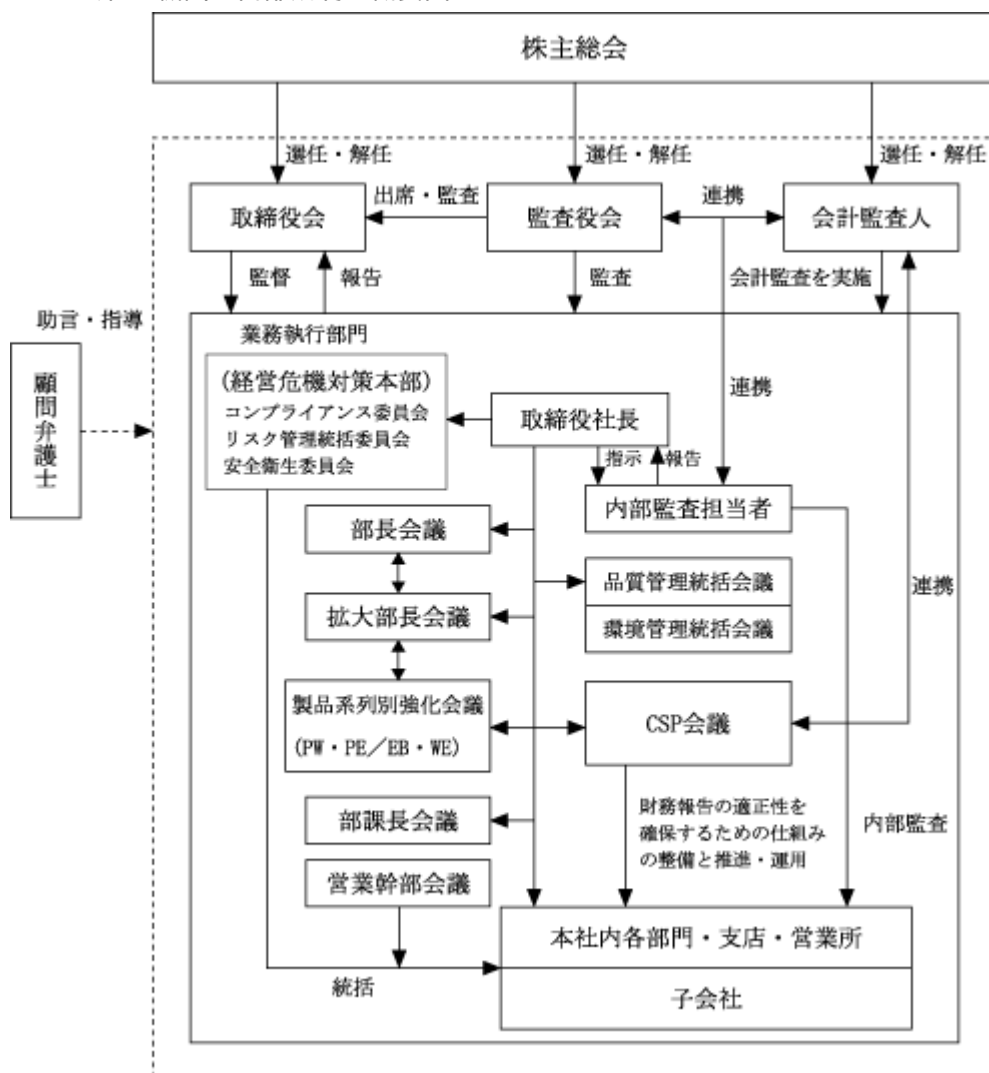 株主総会
選任・解任
選任・解任
選任・解任
取締役会
出席・監査
監査役会
連携
会計監査人
監督
報告
監査
会計監査を実施
助言・指導
顧問弁護士
業務執行部門
(経営危機対策本部)
コンプライアンス委員会
リスク管理統括委員会
安全衛生委員会
取締役社長
連携
指示
報告
内部監査担当者
部長会議
品質管理統括会議
環境管理統括会議
連携
拡大部長会議
製品系列別強化会議
(PW・PE/EB・WE)
CSP会議
部課長会議
財務報告の適正性を
確保するための仕組み
の整備と推進・運用
内部監査
営業幹部会議
本社内各部門・支店・営業所
統括
子会社